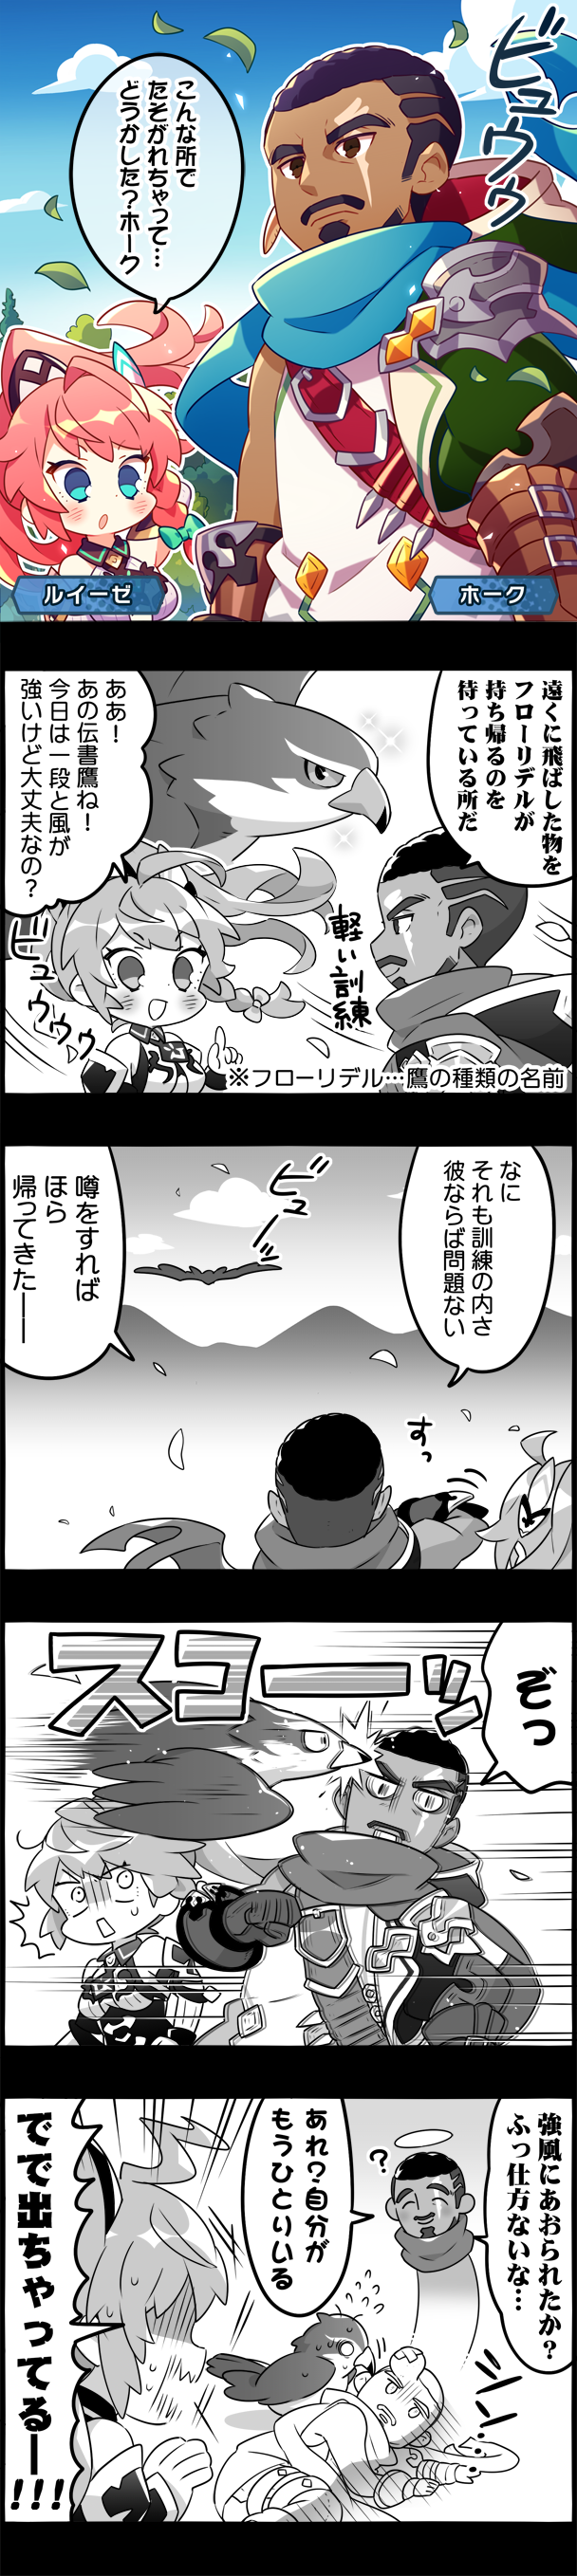 ビュウゥ
こんな所で
たそがれちゃって…
どうかした？ホーク
ルイーゼ
ホーク
遠くに飛ばした物を
フローリデルが
持ち帰るのを
待っている所だ
軽い訓練
ああ！
あの伝書鷹ね！
今日は一段と風が
強いけど大丈夫なの？
ビュウゥゥ
※フローリデル…鷹の種類の名前
なに
それも訓練の内さ
彼ならば問題ない
ビューッ
すっ
噂をすれば
ほら
帰ってきた――
ぞっ
スコーーッ
強風にあおられたか？
ふっ仕方ないな…
?
あれ？自分が
もうひとりいる
シーン
でで出ちゃってるー!!!